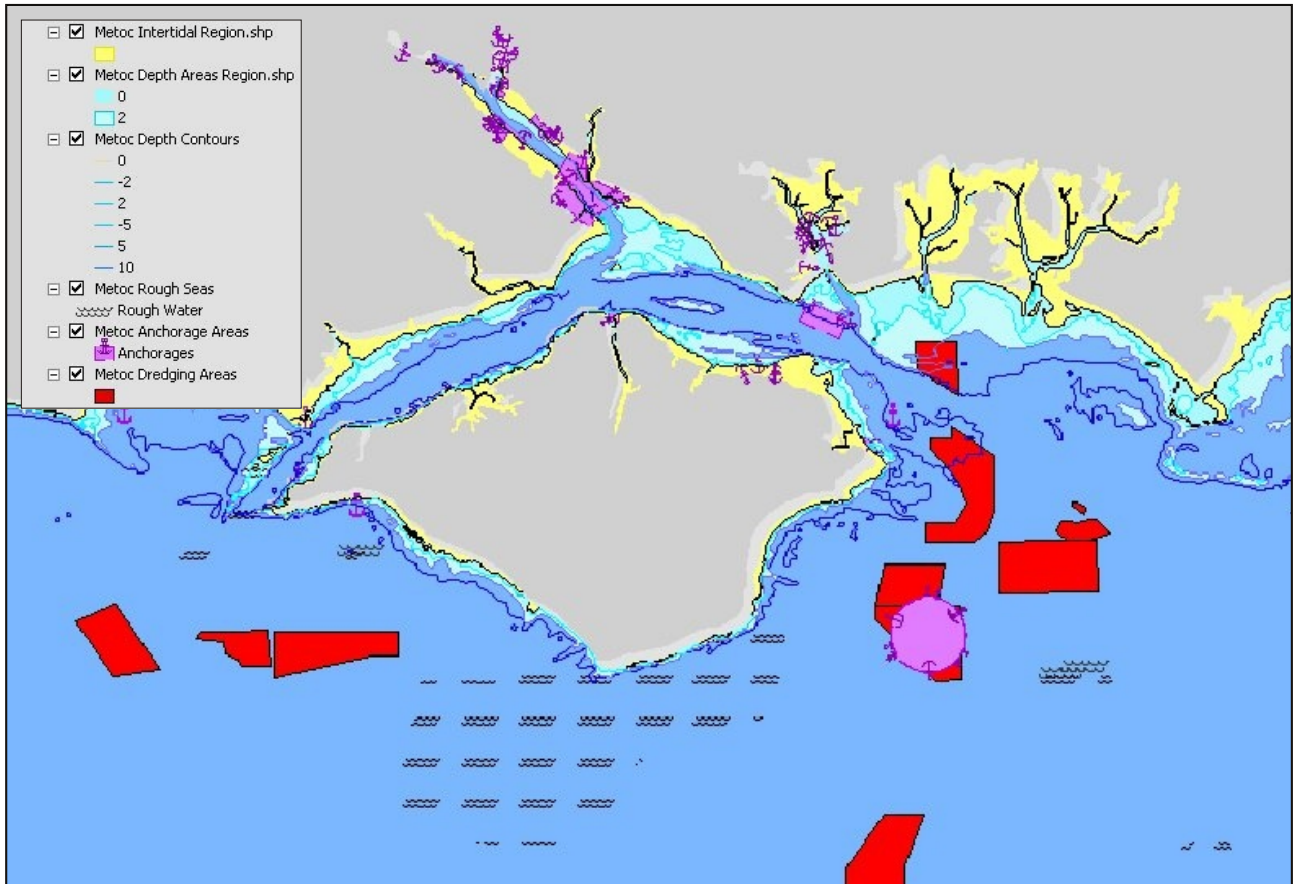 Metoc Intertidal Region.shp
Metoc Depth Areas Region.shp
0
2
Metoc Depth Contours
0
-2
2
-5
5
10
Metoc Rough Seas
Rough Water
Metoc Anchorage Areas
Anchorages
Metoc Dredging Areas